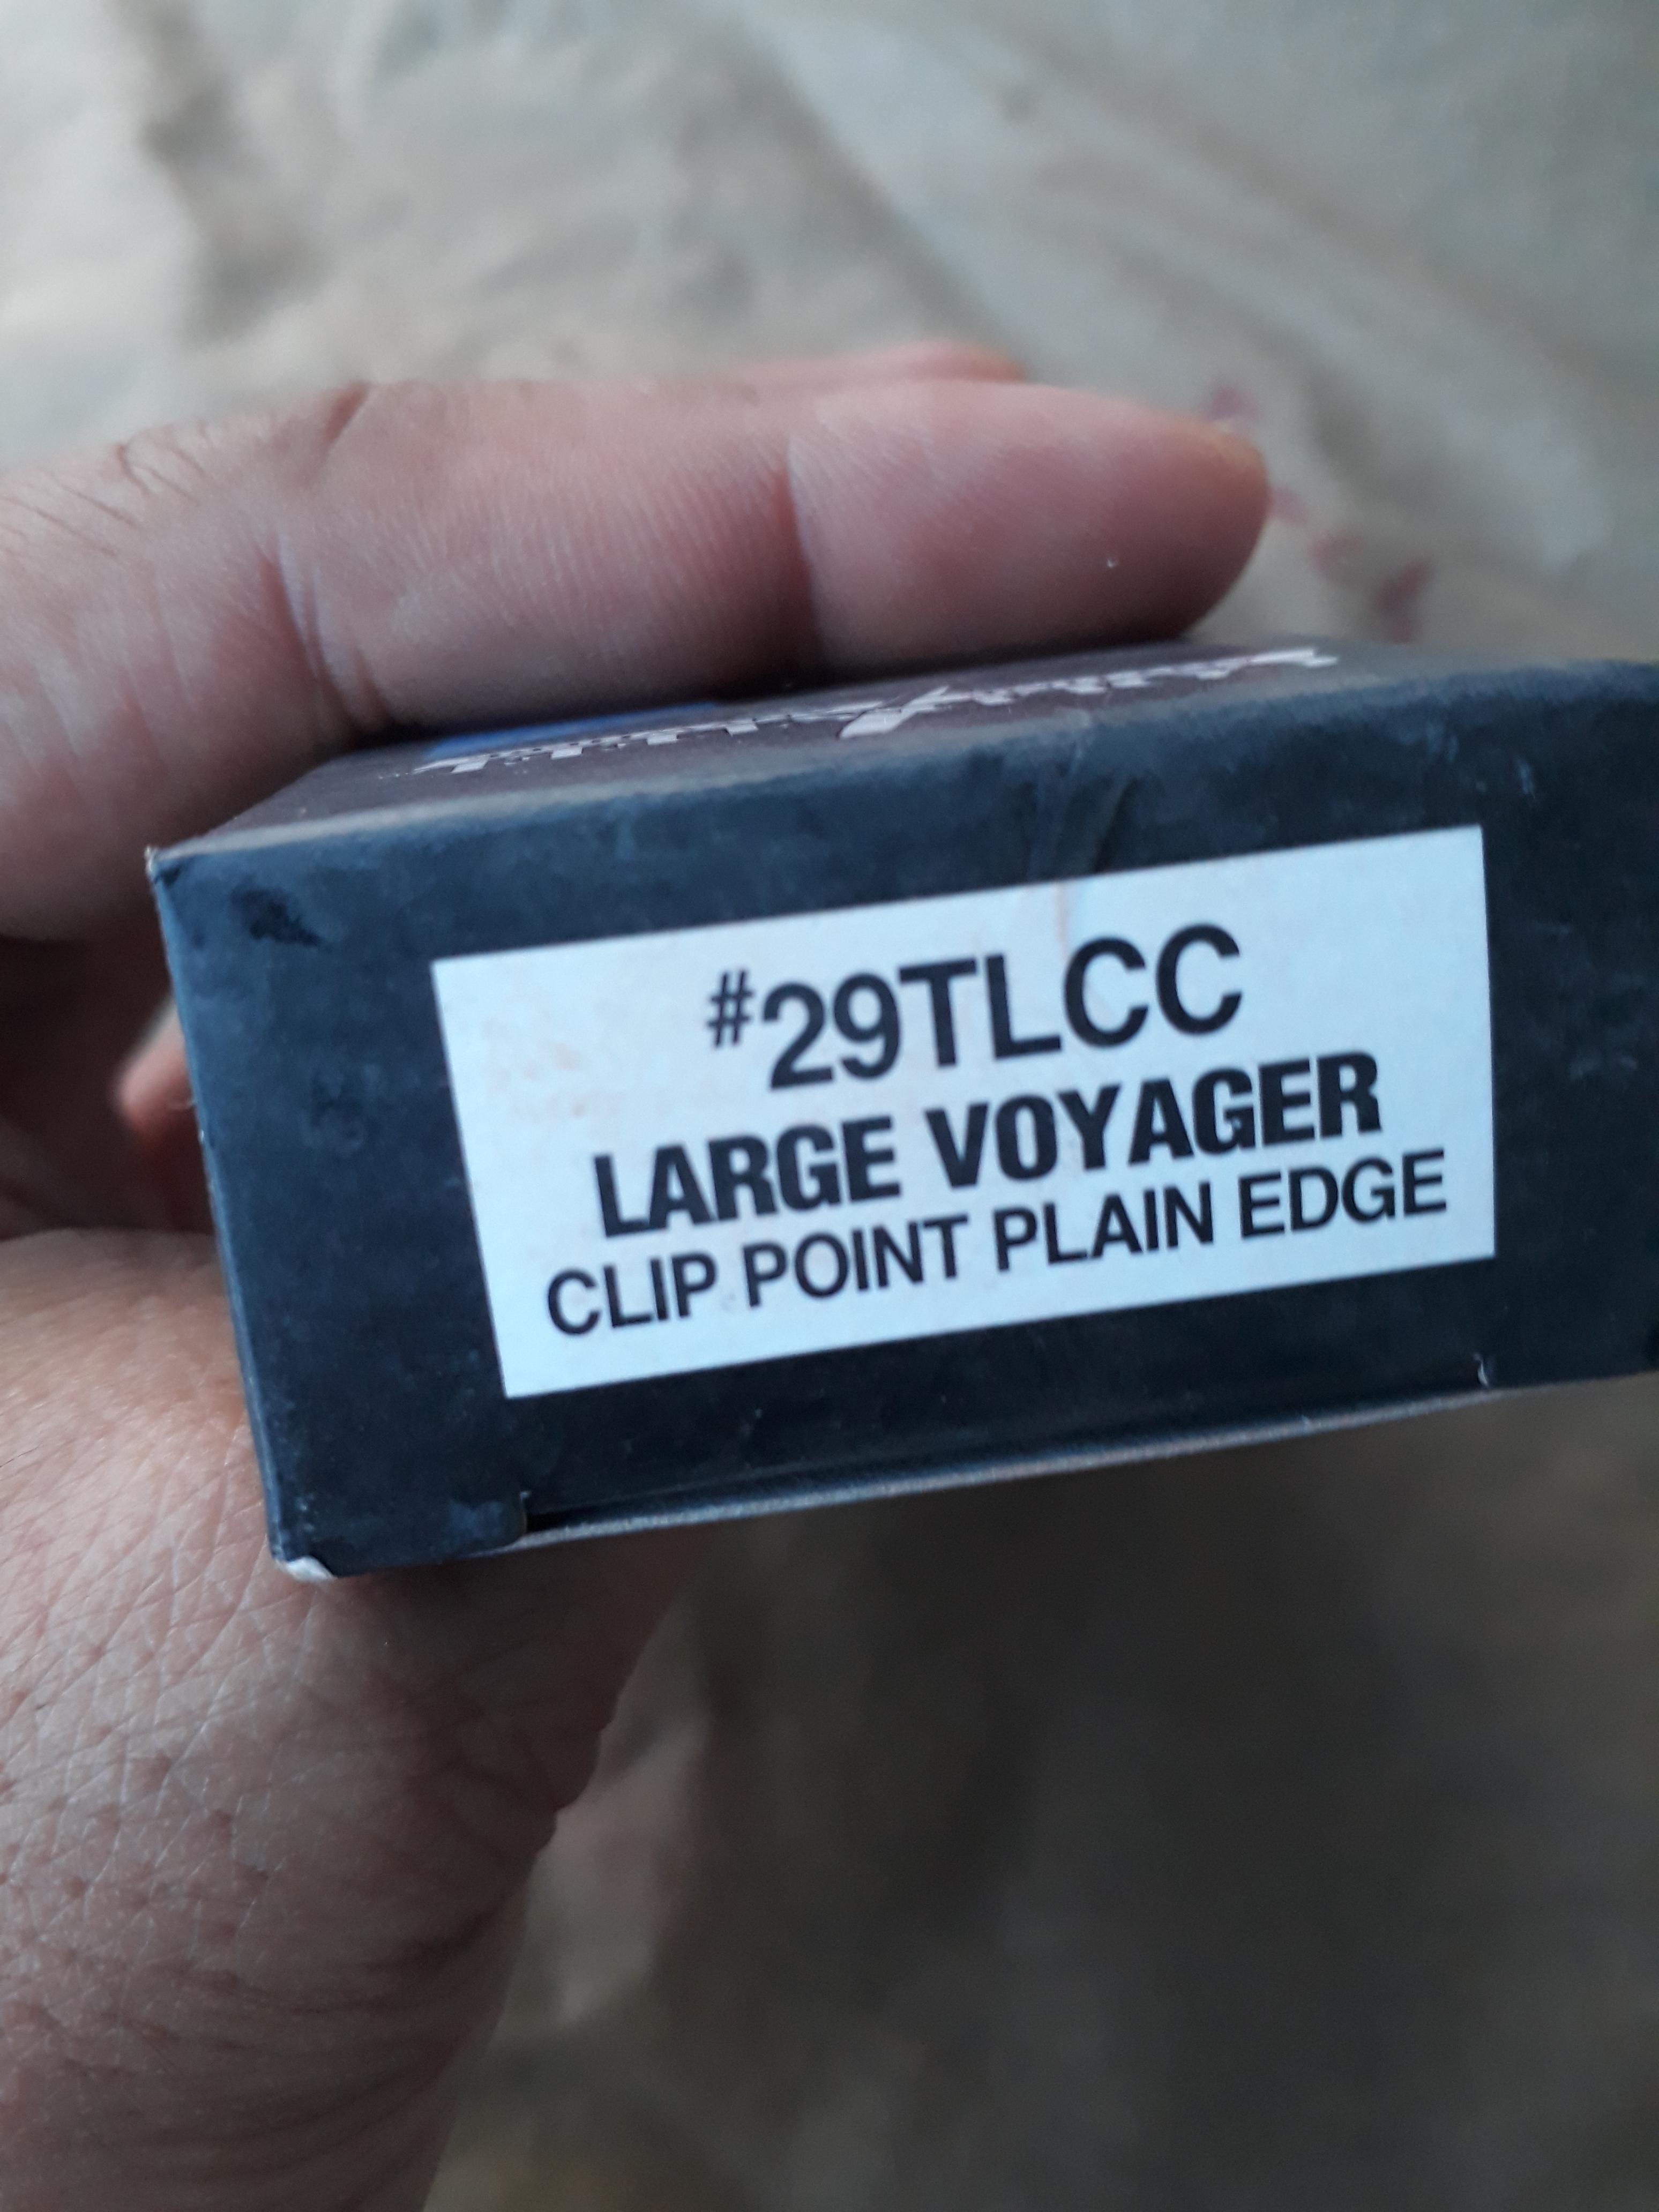 #29TLCC
LARGE VOYAGER
CLIP POINT PLAIN EDGE